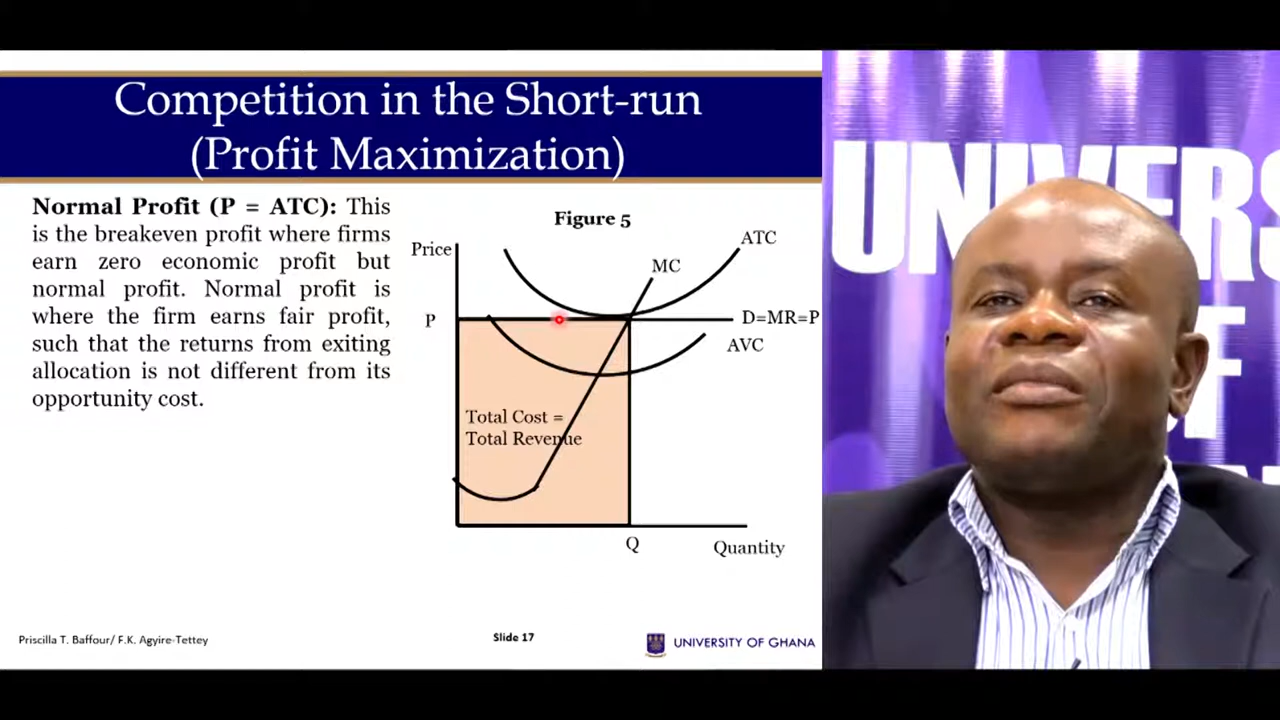 Competition in the Short-run
(Profit Maximization)
Normal Profit (P = ATC): This
is the breakeven profit where firms
earn zero economic profit but
normal profit. Normal profit is
where the firm earns fair profit,
such that the returns from exiting
allocation is not different from its
opportunity cost.
Figure 5
Price
ATC
MC
P
D=MR=P
AVC
Total Cost =
Total Revenue
Q
Quantity
Priscilla T. Baffour/ F.K. Agyire-Tettey
Slide 17
UNIVERSITY OF GHANA
UNIVERS